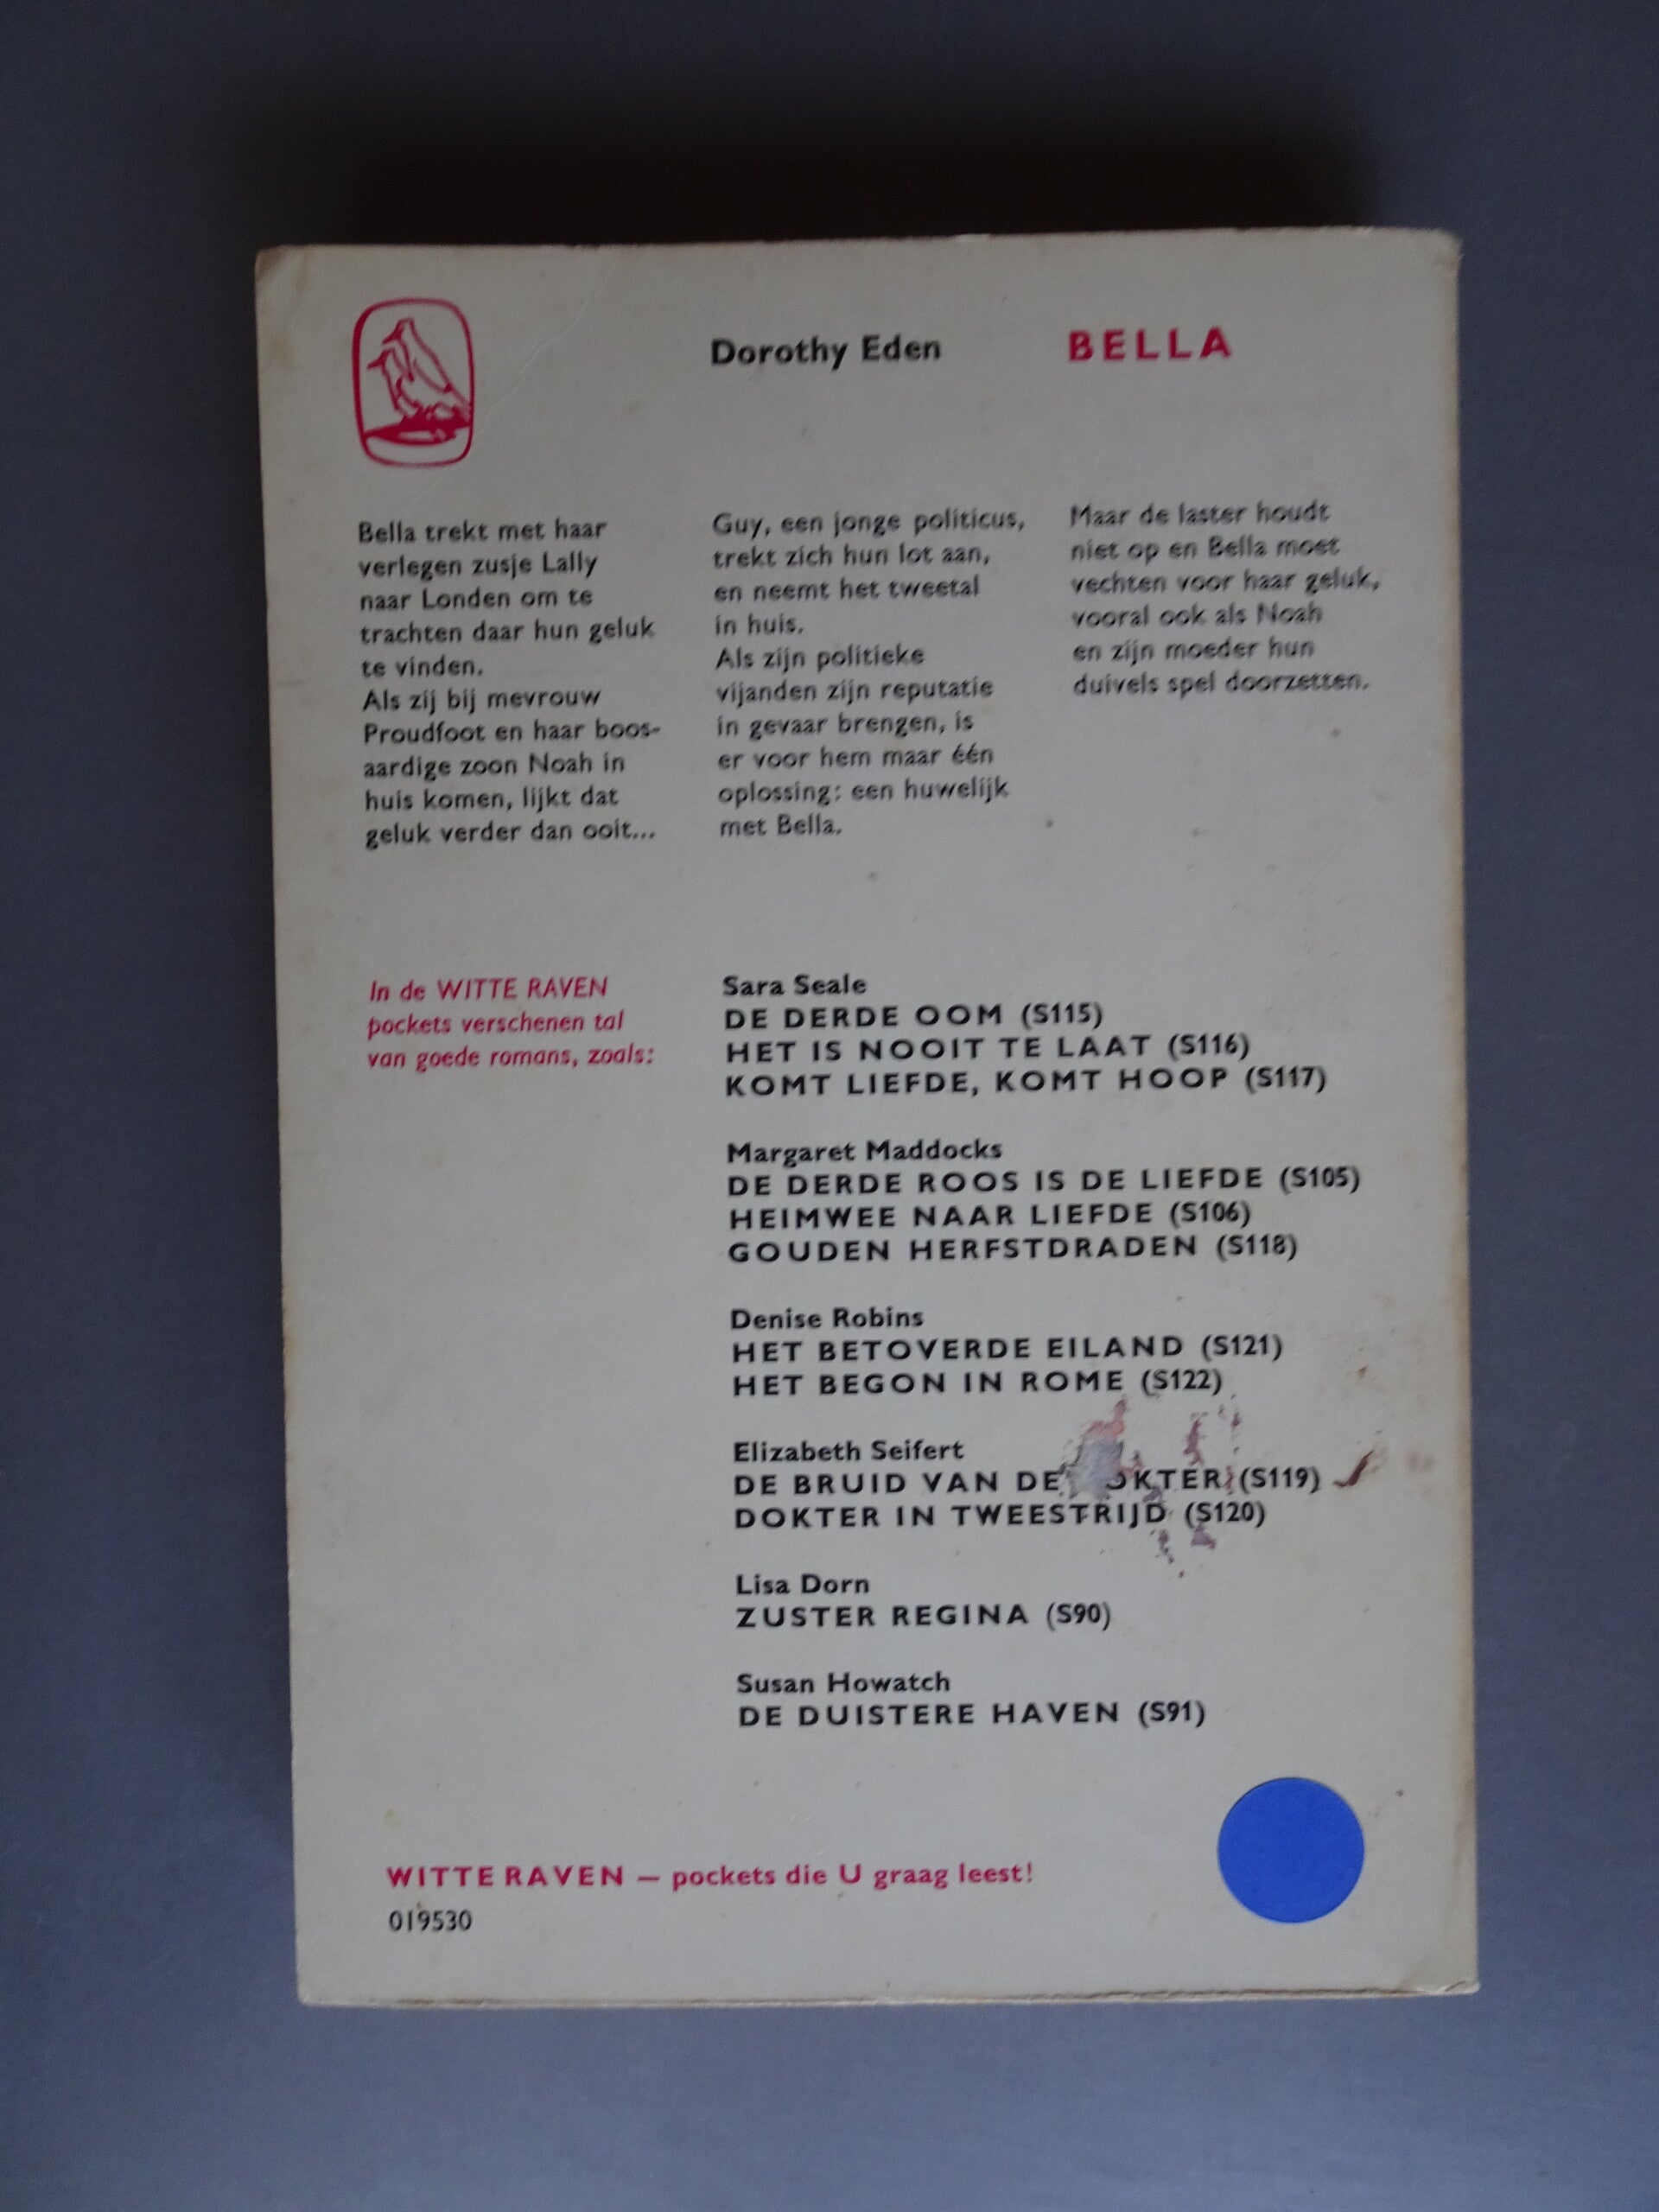 Dorothy Eden BELLA
Bella trekt met haar
verlegen zusje Lally
naar Londen om te
trachten daar hun geluk
te vinden.
Als zij bij mevrouw
Proudfoot en haar boos-
aardige zoon Noah in
huis komen, lijkt dat
geluk verder dan ooit...
Guy, een jonge politicus,
trekt zich hun lot aan,
en neemt het tweetal
in huis.
Als zijn politieke
vijanden zijn reputatie
in gevaar brengen, is
er voor hem maar één
oplossing: een huwelijk
met Bella.
Maar de laster houdt
niet op en Bella moet
vechten voor haar geluk,
vooral ook als Noah
en zijn moeder hun
duivels spel doorzetten.
In de WITTE RAVEN
pockets verschenen tal
van goede romans, zoals:
Sara Seale
DE DERDE OOM (S115)
HET IS NOOIT TE LAAT (S116)
KOMT LIEFDE, KOMT HOOP (S117)
Margaret Maddocks
DE DERDE ROOS IS DE LIEFDE (S105)
HEIMWEE NAAR LIEFDE (S106)
GOUDEN HERFSTDRADEN (S118)
Denise Robins
HET BETOVERDE EILAND (S121)
HET BEGON IN ROME (S122)
Elizabeth Seifert
DE BRUID VAN DE (S119)
DOKTER IN TWEESTRIJD (S120)
Lisa Dorn
ZUSTER REGINA (S90)
Susan Howatch
DE DUISTERE HAVEN (S91)
WITTE RAVEN — pockets die U graag leest!
019530